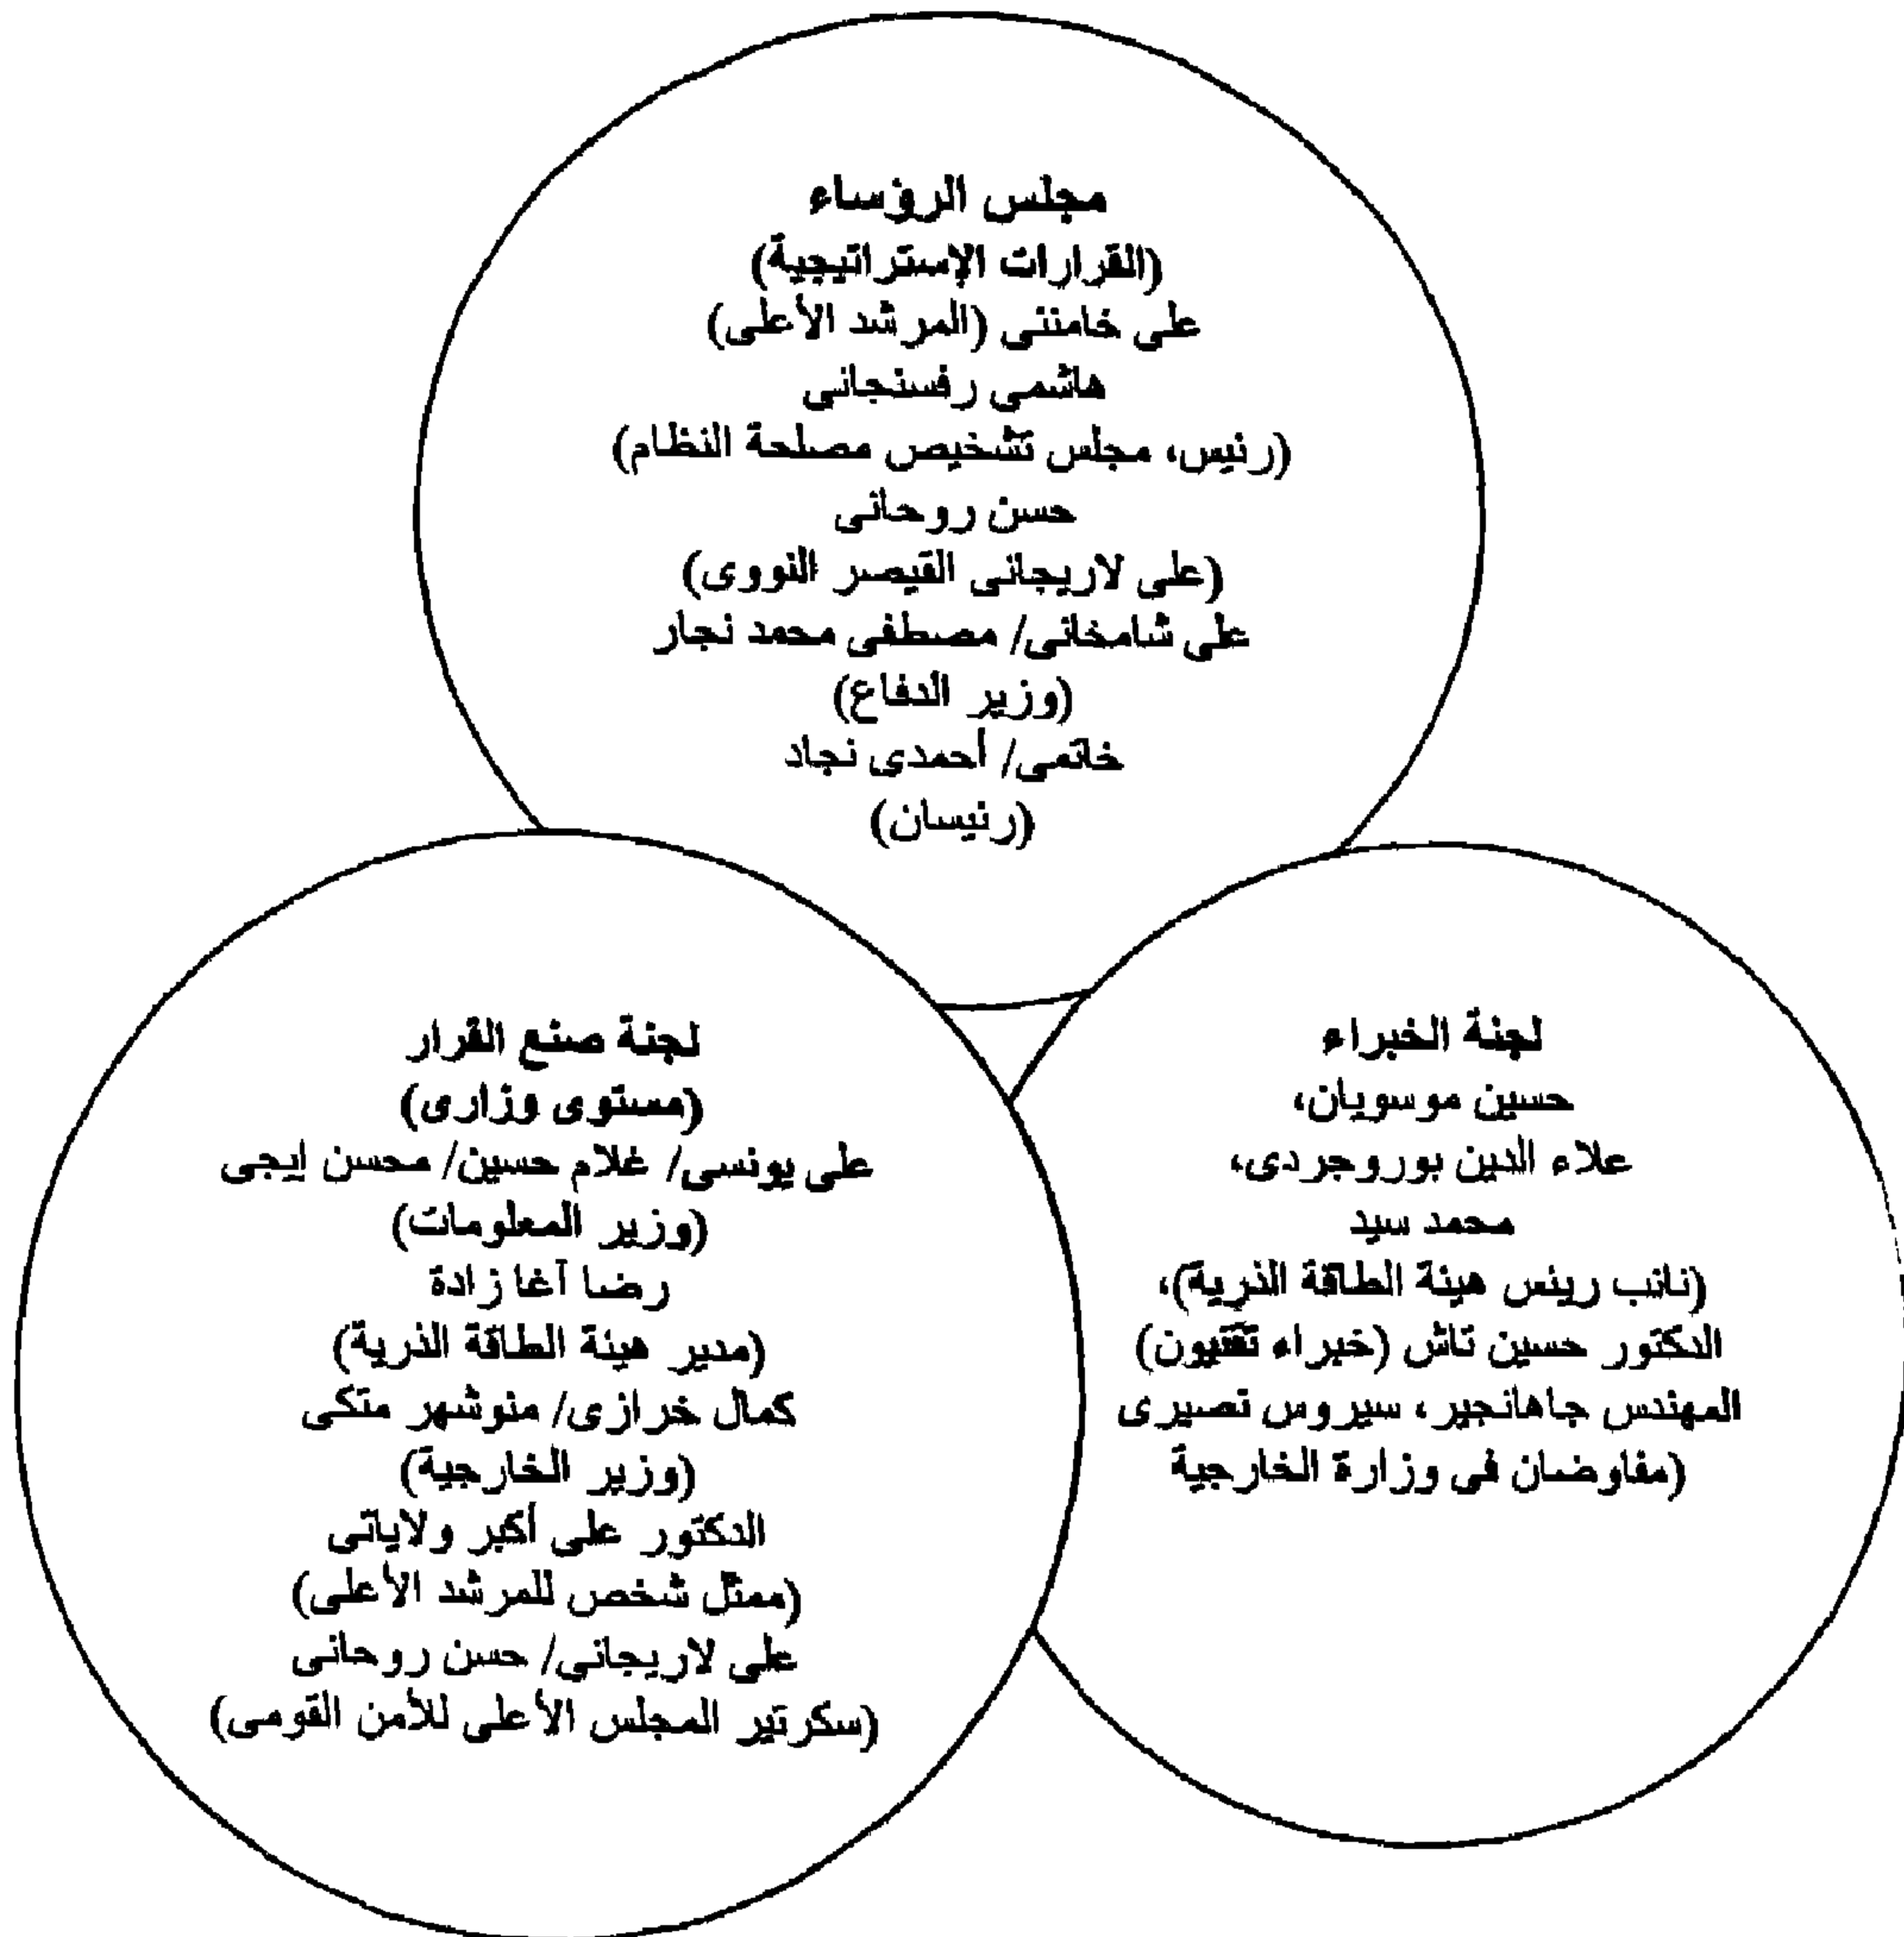 مجلس الرؤساء
(القرارات الإستراتيجية)
على خامنئى (المرشد الأعلى)
هاشمى رفسنجانى
(رئيس، مجلس تشخيص مصلحة النظام)
حسن روحانى
(على لاريجانى القيصر النووى)
على شامخانى/ مصطفى محمد نجار
(وزير الدفاع)
خاتمى/ أحمدى نجاد
(رئيسان)
لجنة صنع القرار
(مستوى وزارى)
على يونسى/ غلام حسين/ محسن إيجى
(وزير المعلومات)
رضا آغا زادة
(مدير هيئة الطاقة الذرية)
كمال خرازى/ منوشهر متكى
(وزير الخارجية)
الدكتور على أكبر ولاياتى
(ممثل شخص للمرشد الأعلى)
على لاريجاني/ حسن روحانى
(سكرتير المجلس الأعلى للأمن القومى)
لجنة الخبراء
حسين موسويان،
علاء الدين بوروجردى،
محمد سيد
(نائب ريئس هيئة الطاقة الذرية)،
الدكتور حسين تاش (خبراء تقنيون)
المهندس جاهانجير، سيروس نصيرى
(مفاوضان فى وزارة الخارجية